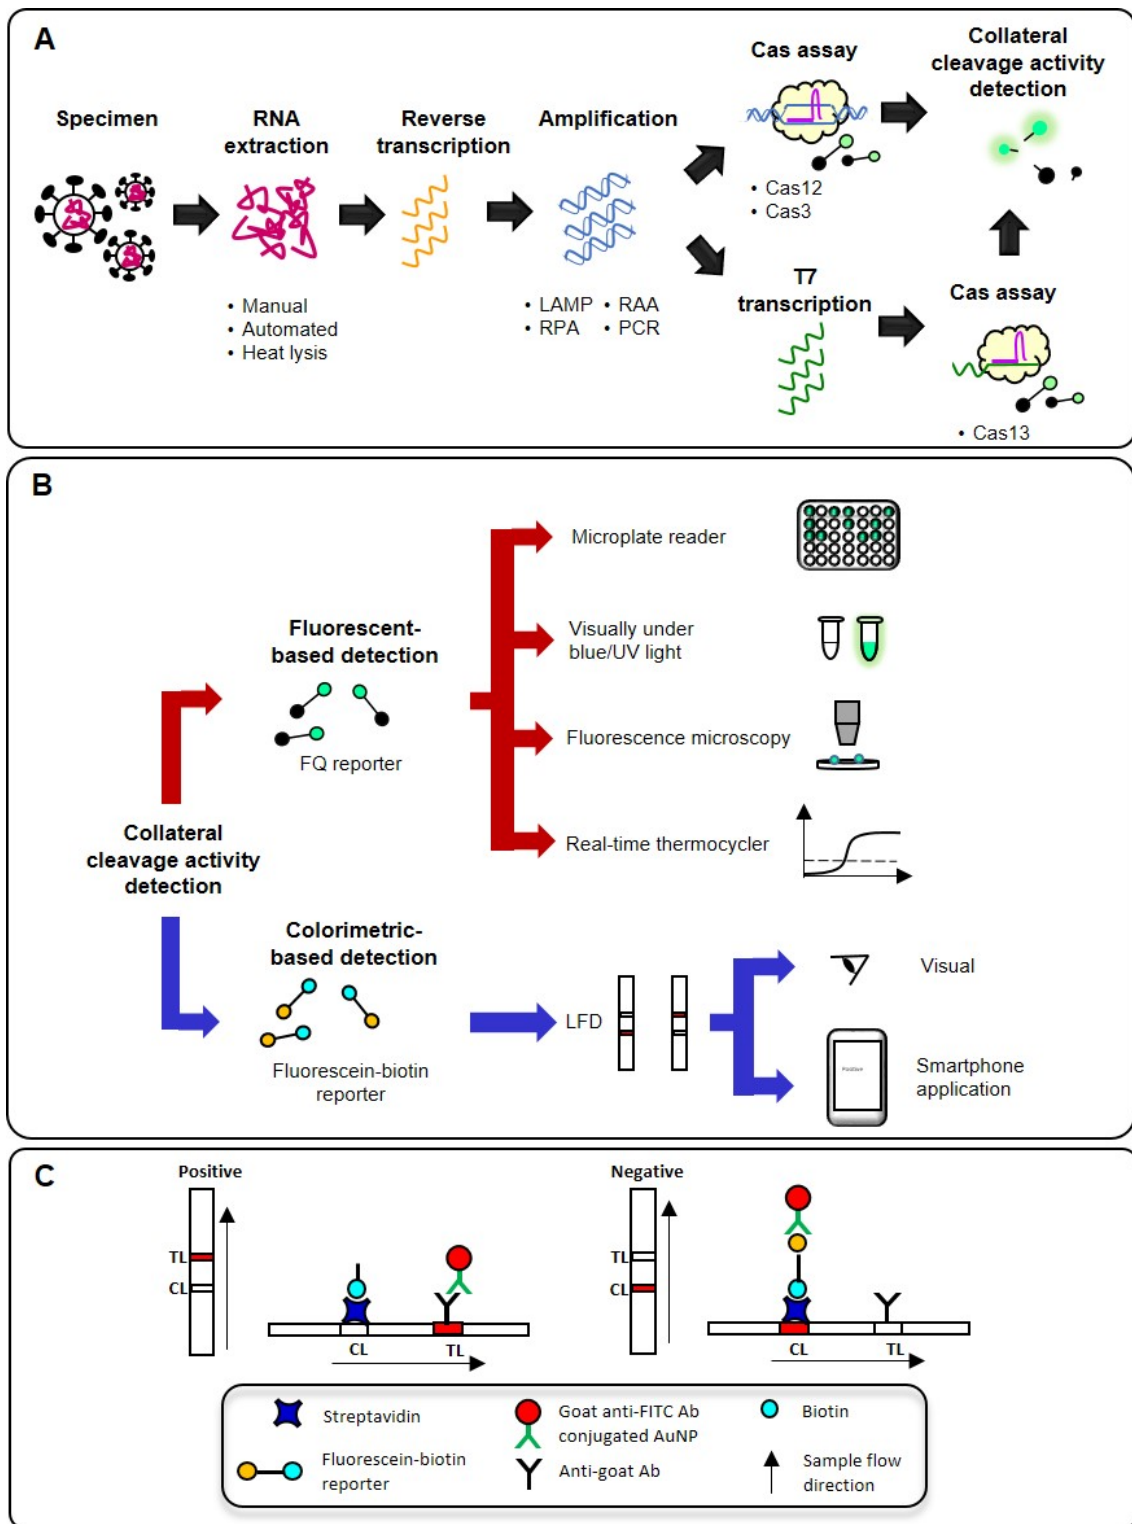 A
Specimen
RNA
extraction
• Manual
• Automated
• Heat lysis
Reverse
transcription
Amplification
• LAMP • RAA
• RPA • PCR
Cas assay
• Cas12
• Cas3
Collateral
cleavage activity
detection
T7
transcription
Cas assay
• Cas13
B
Collateral
cleavage activity
detection
Fluorescent-
based detection
FQ reporter
Microplate reader
Visually under
blue/UV light
Fluorescence microscopy
Real-time thermocycler
Colorimetric-
based detection
Fluorescein-biotin
reporter
LFD
Visual
Positive
Smartphone
application
C
Positive
TL
CL
CL
TL
Negative
TL
CL
CL
TL
Streptavidin
Goat anti-FITC Ab
conjugated AuNP
Biotin
Fluorescein-biotin
reporter
Anti-goat Ab
Sample flow
direction